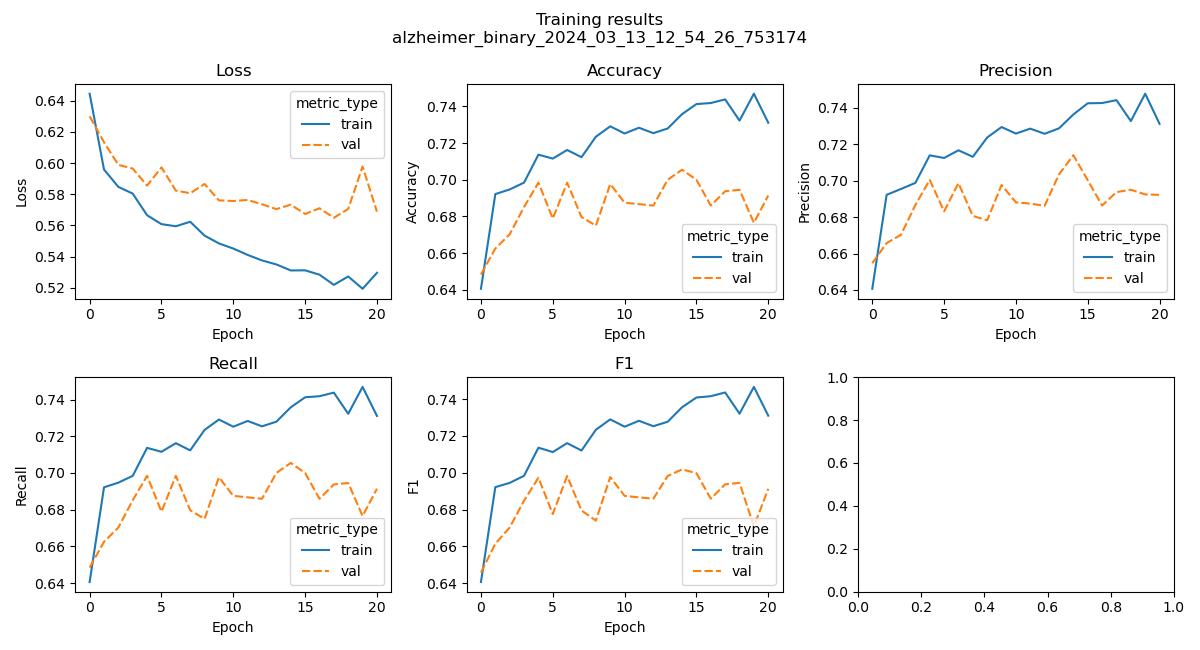 Training results
alzheimer_binary_2024_03_13_12_54_26_753174
Loss
Loss
0.64
0.62
0.60
0.58
0.56
0.54
0.52
metric_type
train
val
0 5 10 15 20
Epoch
Accuracy
Accuracy
0.74
0.72
0.70
0.68
0.66
0.64
metric_type
train
val
0 5 10 15 20
Epoch
Precision
Precision
0.74
0.72
0.70
0.68
0.66
0.64
metric_type
train
val
0 5 10 15 20
Epoch
Recall
Recall
0.74
0.72
0.70
0.68
0.66
0.64
metric_type
train
val
0 5 10 15 20
Epoch
F1
F1
0.74
0.72
0.70
0.68
0.66
0.64
metric_type
train
val
0 5 10 15 20
Epoch
1.0
0.8
0.6
0.4
0.2
0.0
0.0 0.2 0.4 0.6 0.8 1.0